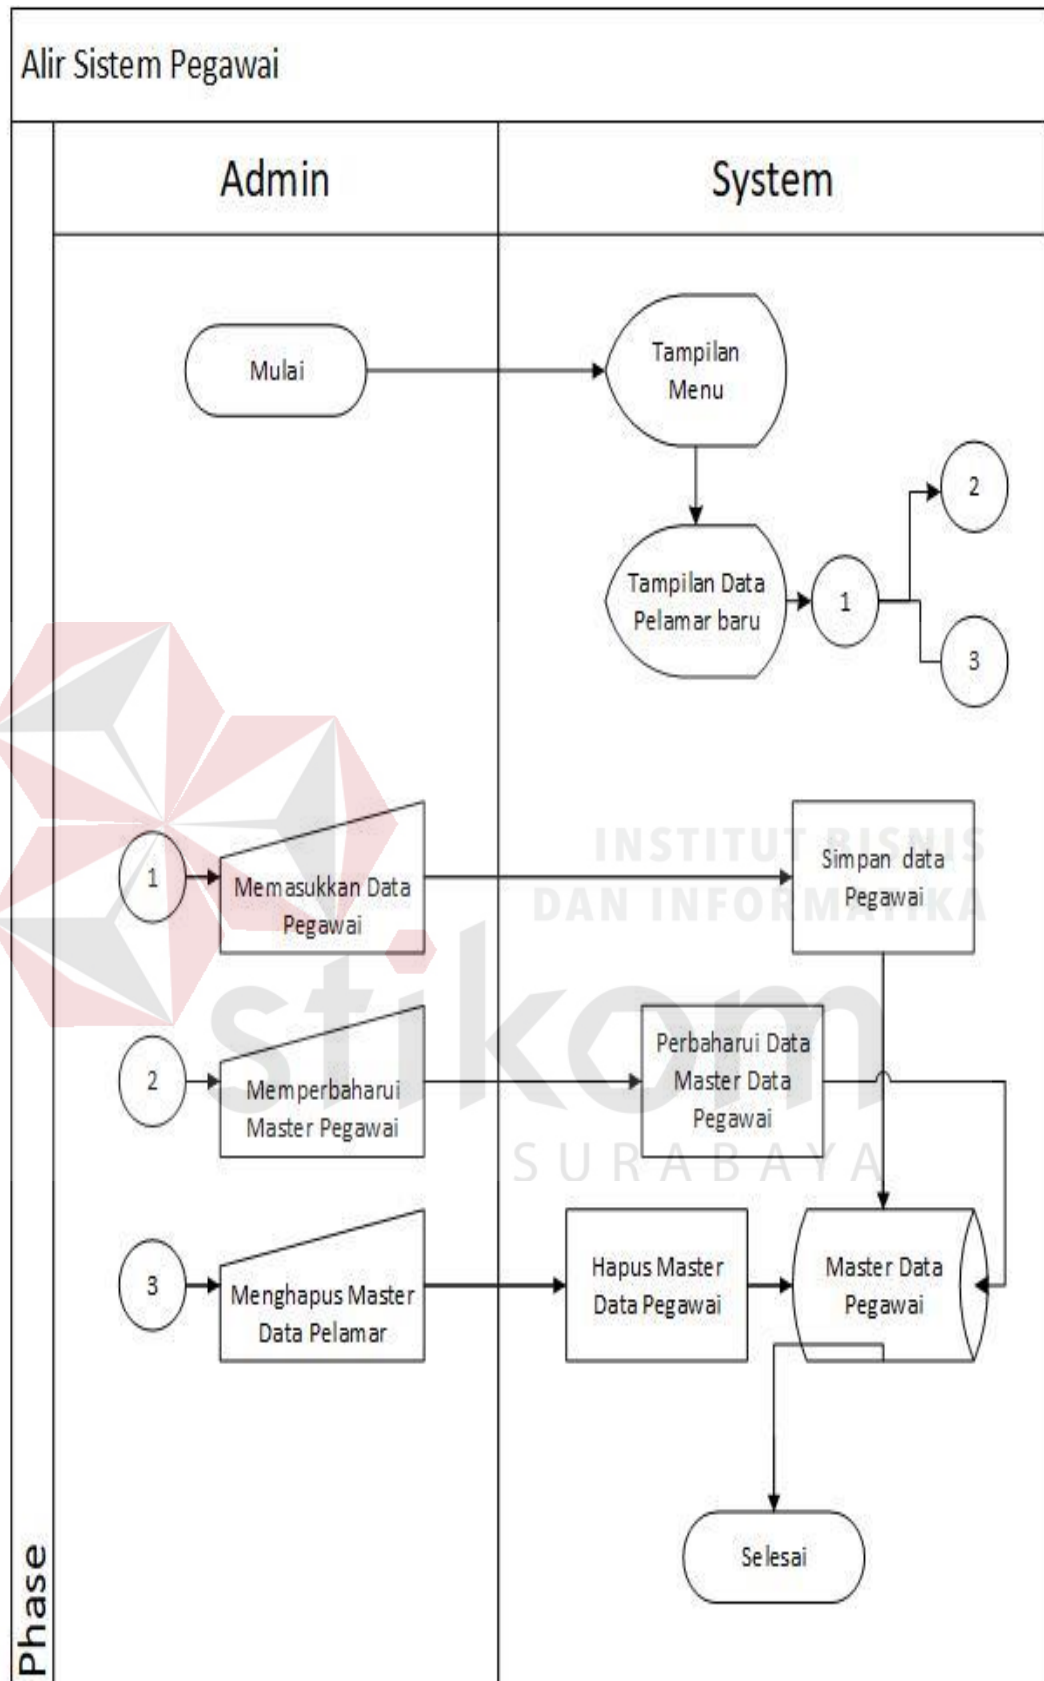 Alir Sistem Pegawai
Admin
System
Mulai
Tampilan
Menu
2
Tampilan Data
Pelamar baru
1
3
1
Memasukkan Data
Pegawai
Simpan data
Pegawai
INSTITUT BISNIS
DAN INFORMATIKA
stikom
SURABAYA
2
Memperbaharui
Master Pegawai
Perbaharui Data
Master Data
Pegawai
3
Menghapus Master
Data Pelamar
Hapus Master
Data Pegawai
Master Data
Pegawai
Selesai
Phase